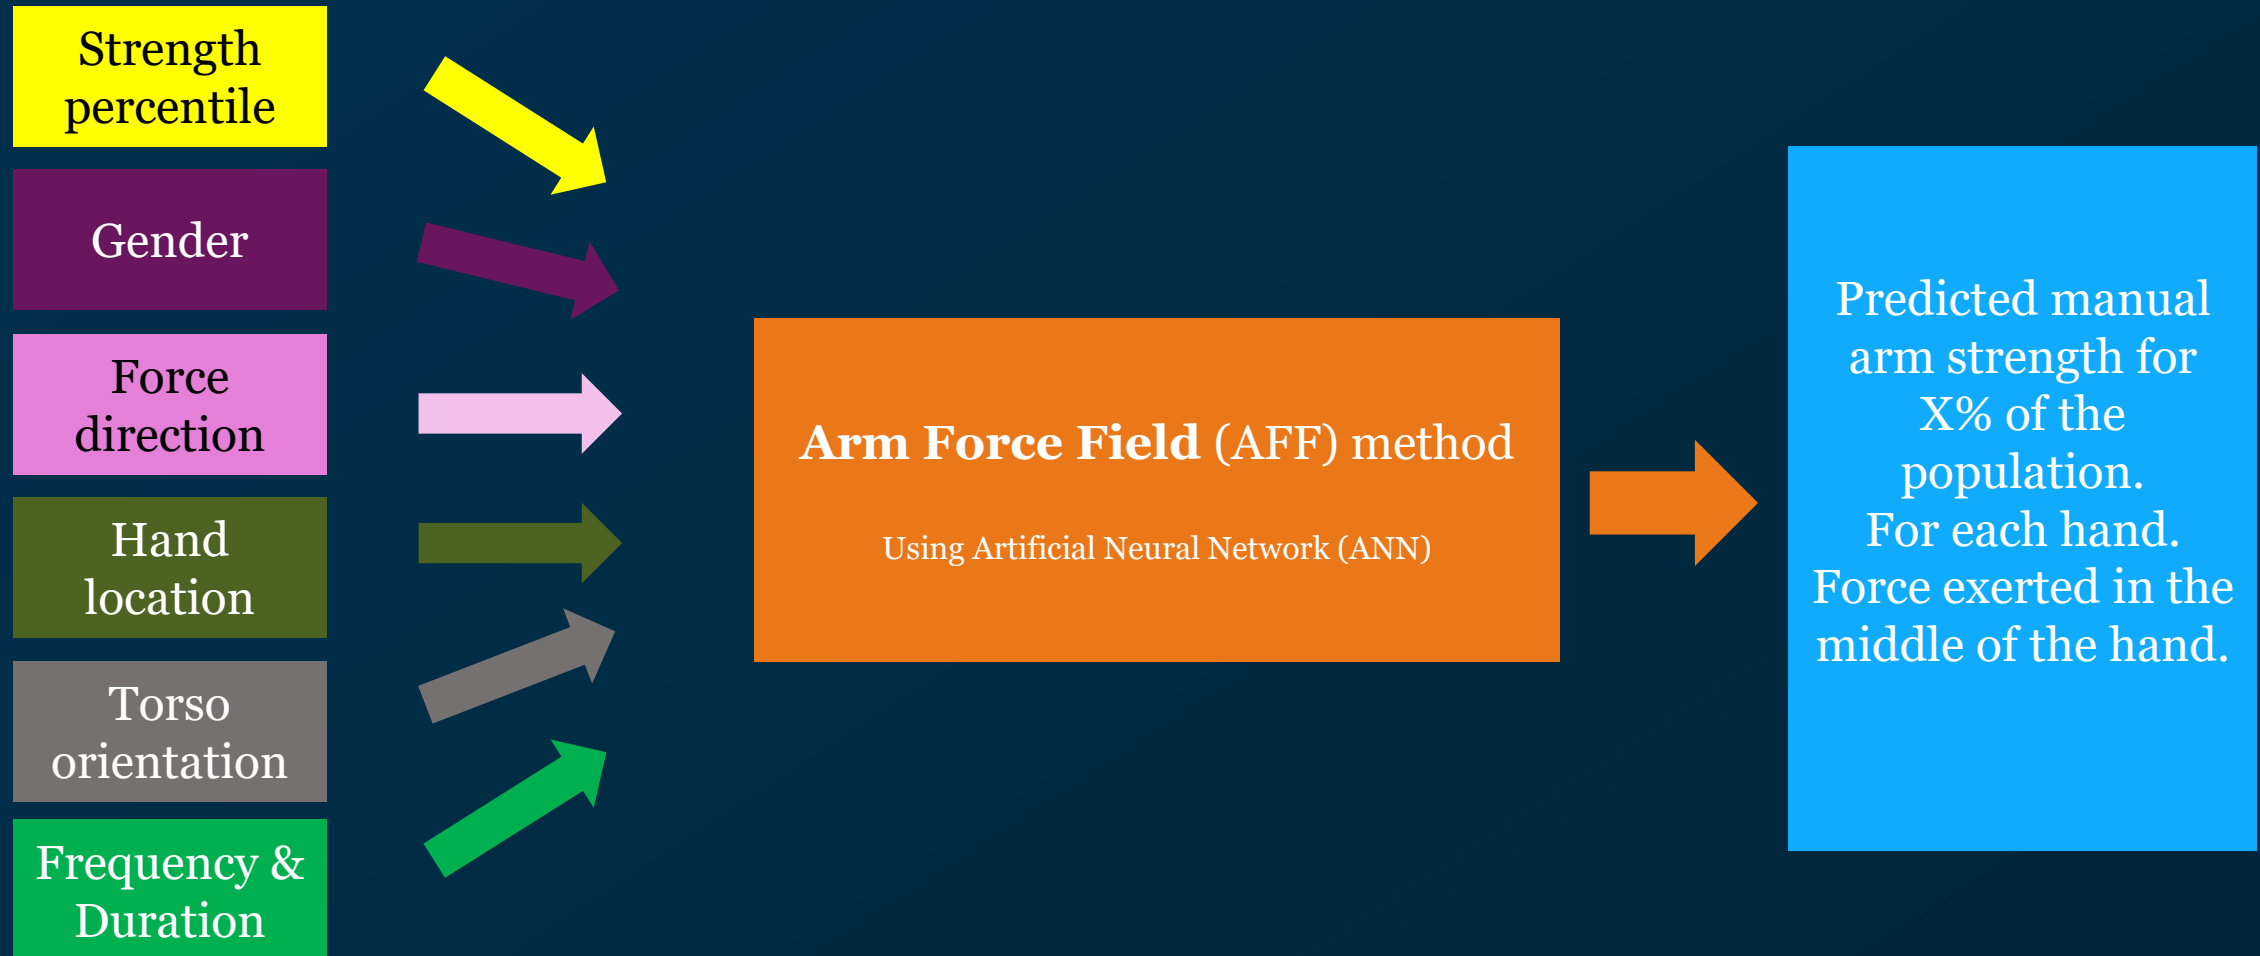 Strength
percentile
Gender
Force
direction
Hand
location
Torso
orientation
Frequency &
Duration
Arm Force Field (AFF) method
Using Artificial Neural Network (ANN)
Predicted manual
arm strength for
X% of the
population.
For each hand.
Force exerted in the
middle of the hand.